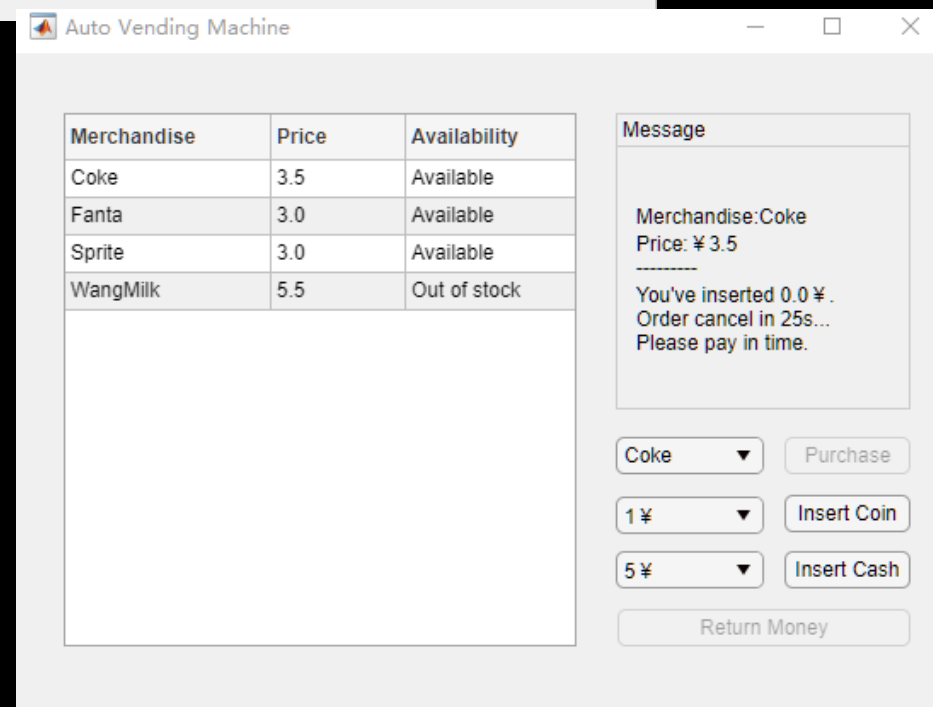 Auto Vending Machine
Merchandise Price Availability
Coke 3.5 Available
Fanta 3.0 Available
Sprite 3.0 Available
WangMilk 5.5 Out of stock
Message
Merchandise:Coke
Price: ¥ 3.5
---------
You've inserted 0.0 ¥ .
Order cancel in 25s...
Please pay in time.
Coke Purchase
1 ¥ Insert Coin
5 ¥ Insert Cash
Return Money